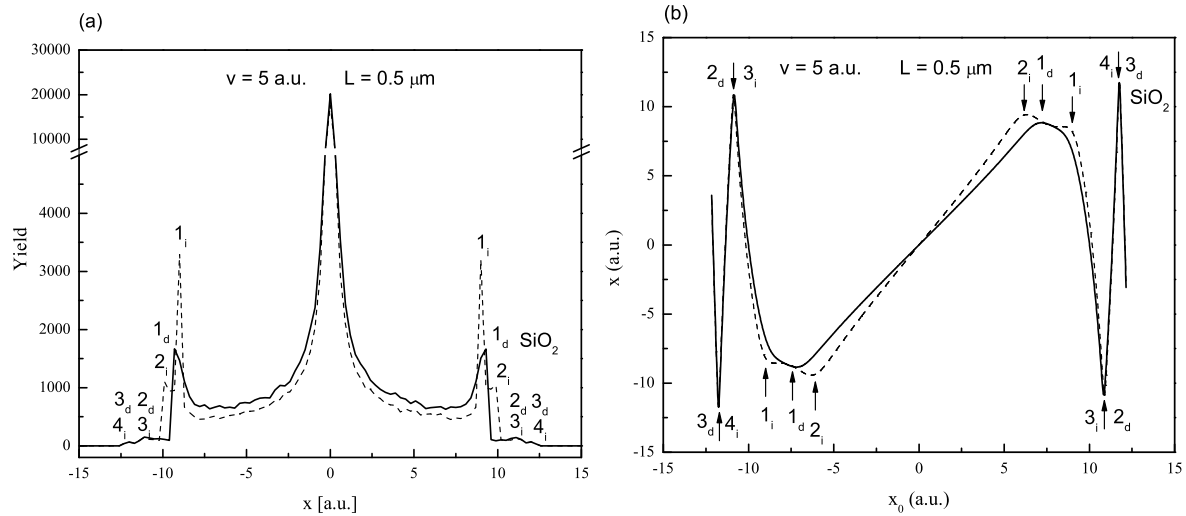 (a)
30000
v = 5 a.u. L = 0.5 μm
20000
10000
4000
3000
2000
1000
0
Yield
1i 1i
1d 1d SiO2
2i 2i
3d 2d 2d 3d
4i 3i 3i 4i
-15 -10 -5 0 5 10 15
x [a.u.]
(b)
15
10
5
0
-5
-10
-15
x (a.u.)
2d 3i v = 5 a.u. L = 0.5 μm 2i 1d 1i 4i 3d
SiO2
3d 4i 1i 1d 2i 3i 2d
-15 -10 -5 0 5 10 15
x0 (a.u.)